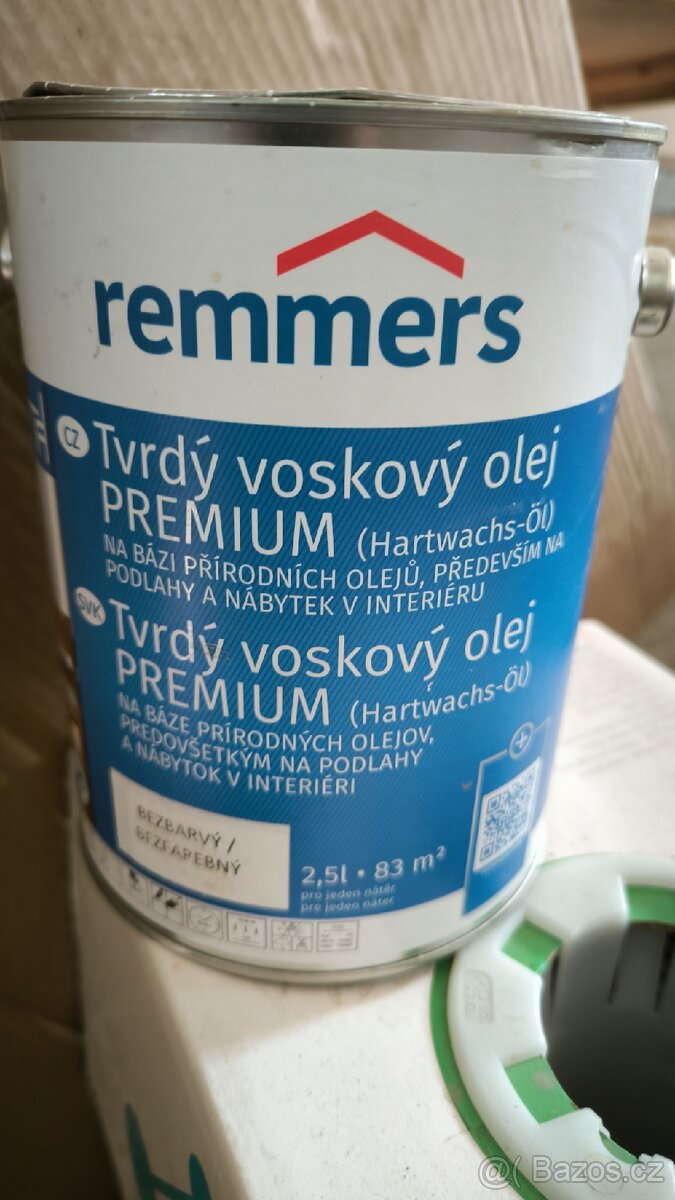 remmers
CZ
Tvrdý voskový olej
PREMIUM (Hartwachs-Öl)
NA BÁZI PŘÍRODNÍCH OLEJŮ, PŘEDEVŠÍM NA
PODLAHY A NÁBYTEK V INTERIÉRU
SVK
Tvrdý voskový olej
PREMIUM (Hartwachs-Öl)
NA BÁZE PRÍRODNÝCH OLEJOV,
PREDOVŠETKÝM NA PODLAHY
A NÁBYTOK V INTERIÉRI
BEZBARVÝ /
BEZFAREBNÝ
2,5l • 83 m²
pro jeden nátěr
pre jeden náter
@( Bazos.cz